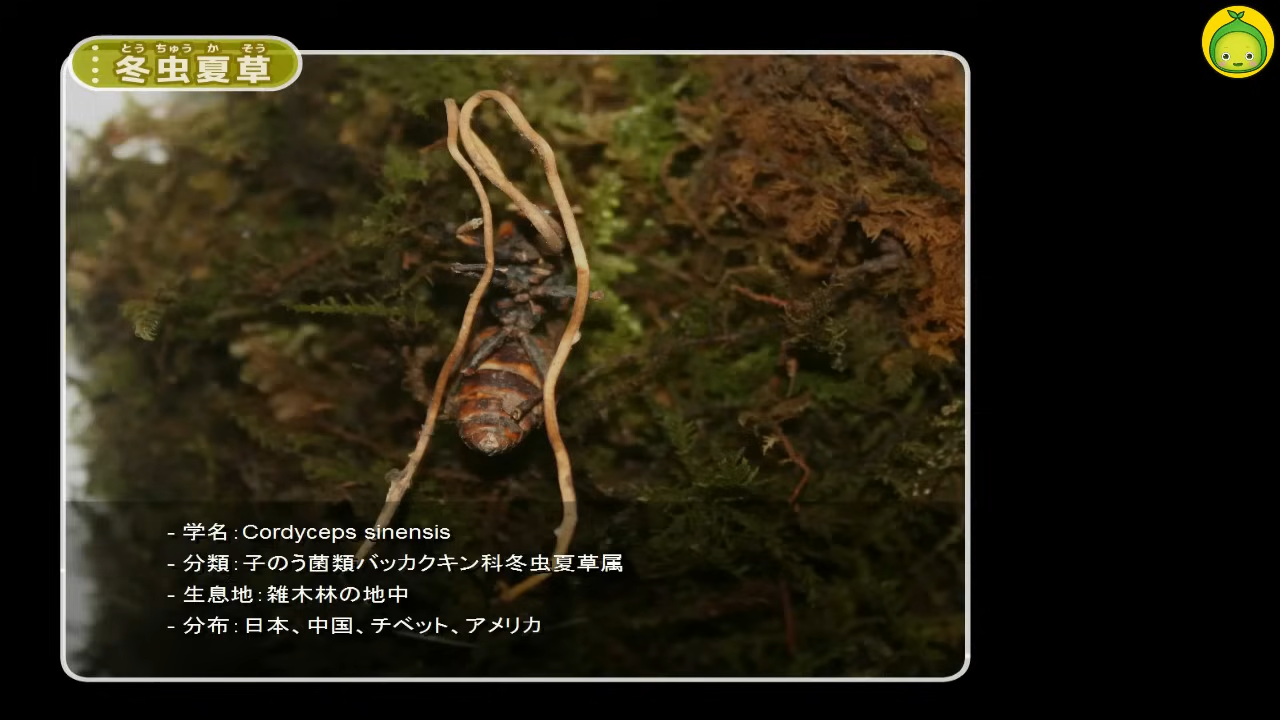 とう ちゅう か そう
冬虫夏草
- 学名 : Cordyceps sinensis
- 分類 : 子のう菌類バッカクキン科冬虫夏草属
- 生息地 : 雑木林の地中
- 分布 : 日本、中国、チベット、アメリカ